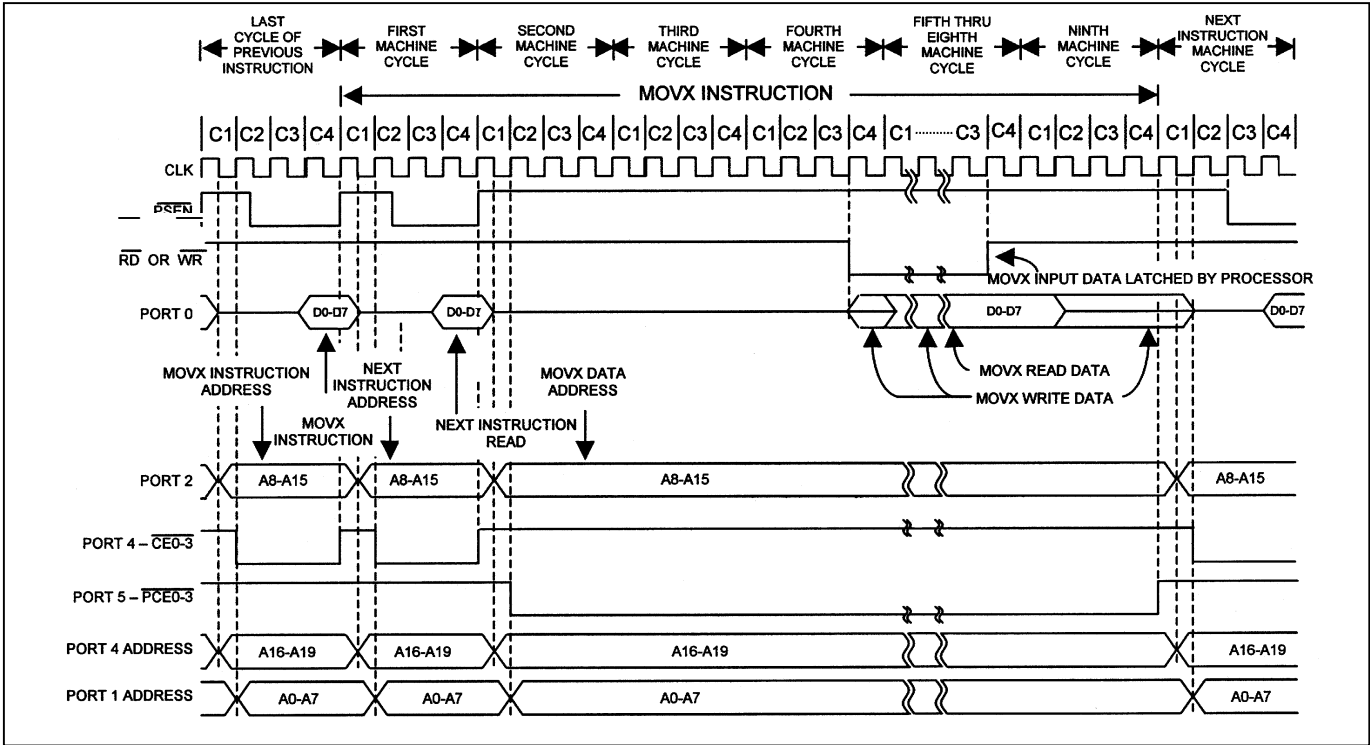 LAST CYCLE OF PREVIOUS INSTRUCTION
FIRST MACHINE CYCLE
SECOND MACHINE CYCLE
THIRD MACHINE CYCLE
FOURTH MACHINE CYCLE
FIFTH THRU EIGHTH MACHINE CYCLE
NINTH MACHINE CYCLE
NEXT INSTRUCTION MACHINE CYCLE
MOVX INSTRUCTION
C1 C2 C3 C4 C1 C2 C3 C4 C1 C2 C3 C4 C1 C2 C3 C4 C1 C2 C3 C4 C1 ........... C3 C4 C1 C2 C3 C4 C1 C2 C3 C4
CLK
PSEN
RD OR WR
MOVX INPUT DATA LATCHED BY PROCESSOR
PORT 0
D0-D7
D0-D7
D0-D7
D0-D7
MOVX INSTRUCTION ADDRESS
NEXT INSTRUCTION ADDRESS
MOVX DATA ADDRESS
MOVX READ DATA
MOVX WRITE DATA
MOVX INSTRUCTION
NEXT INSTRUCTION READ
PORT 2
A8-A15
A8-A15
A8-A15
A8-A15
PORT 4 – CE0-3
PORT 5 – PCE0-3
PORT 4 ADDRESS
A16-A19
A16-A19
A16-A19
A16-A19
PORT 1 ADDRESS
A0-A7
A0-A7
A0-A7
A0-A7